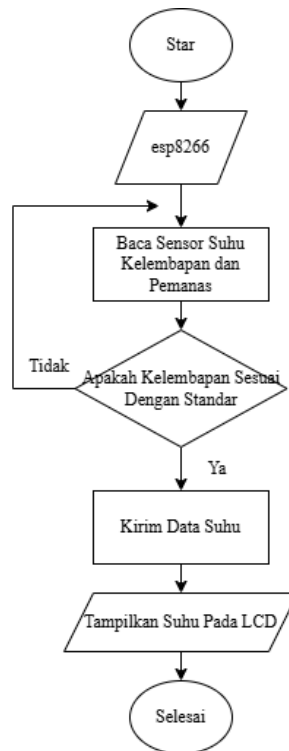 Star
esp8266
Baca Sensor Suhu
Kelembapan dan
Pemanas
Tidak
Apakah Kelembapan Sesuai
Dengan Standar
Ya
Kirim Data Suhu
Tampilkan Suhu Pada LCD
Selesai